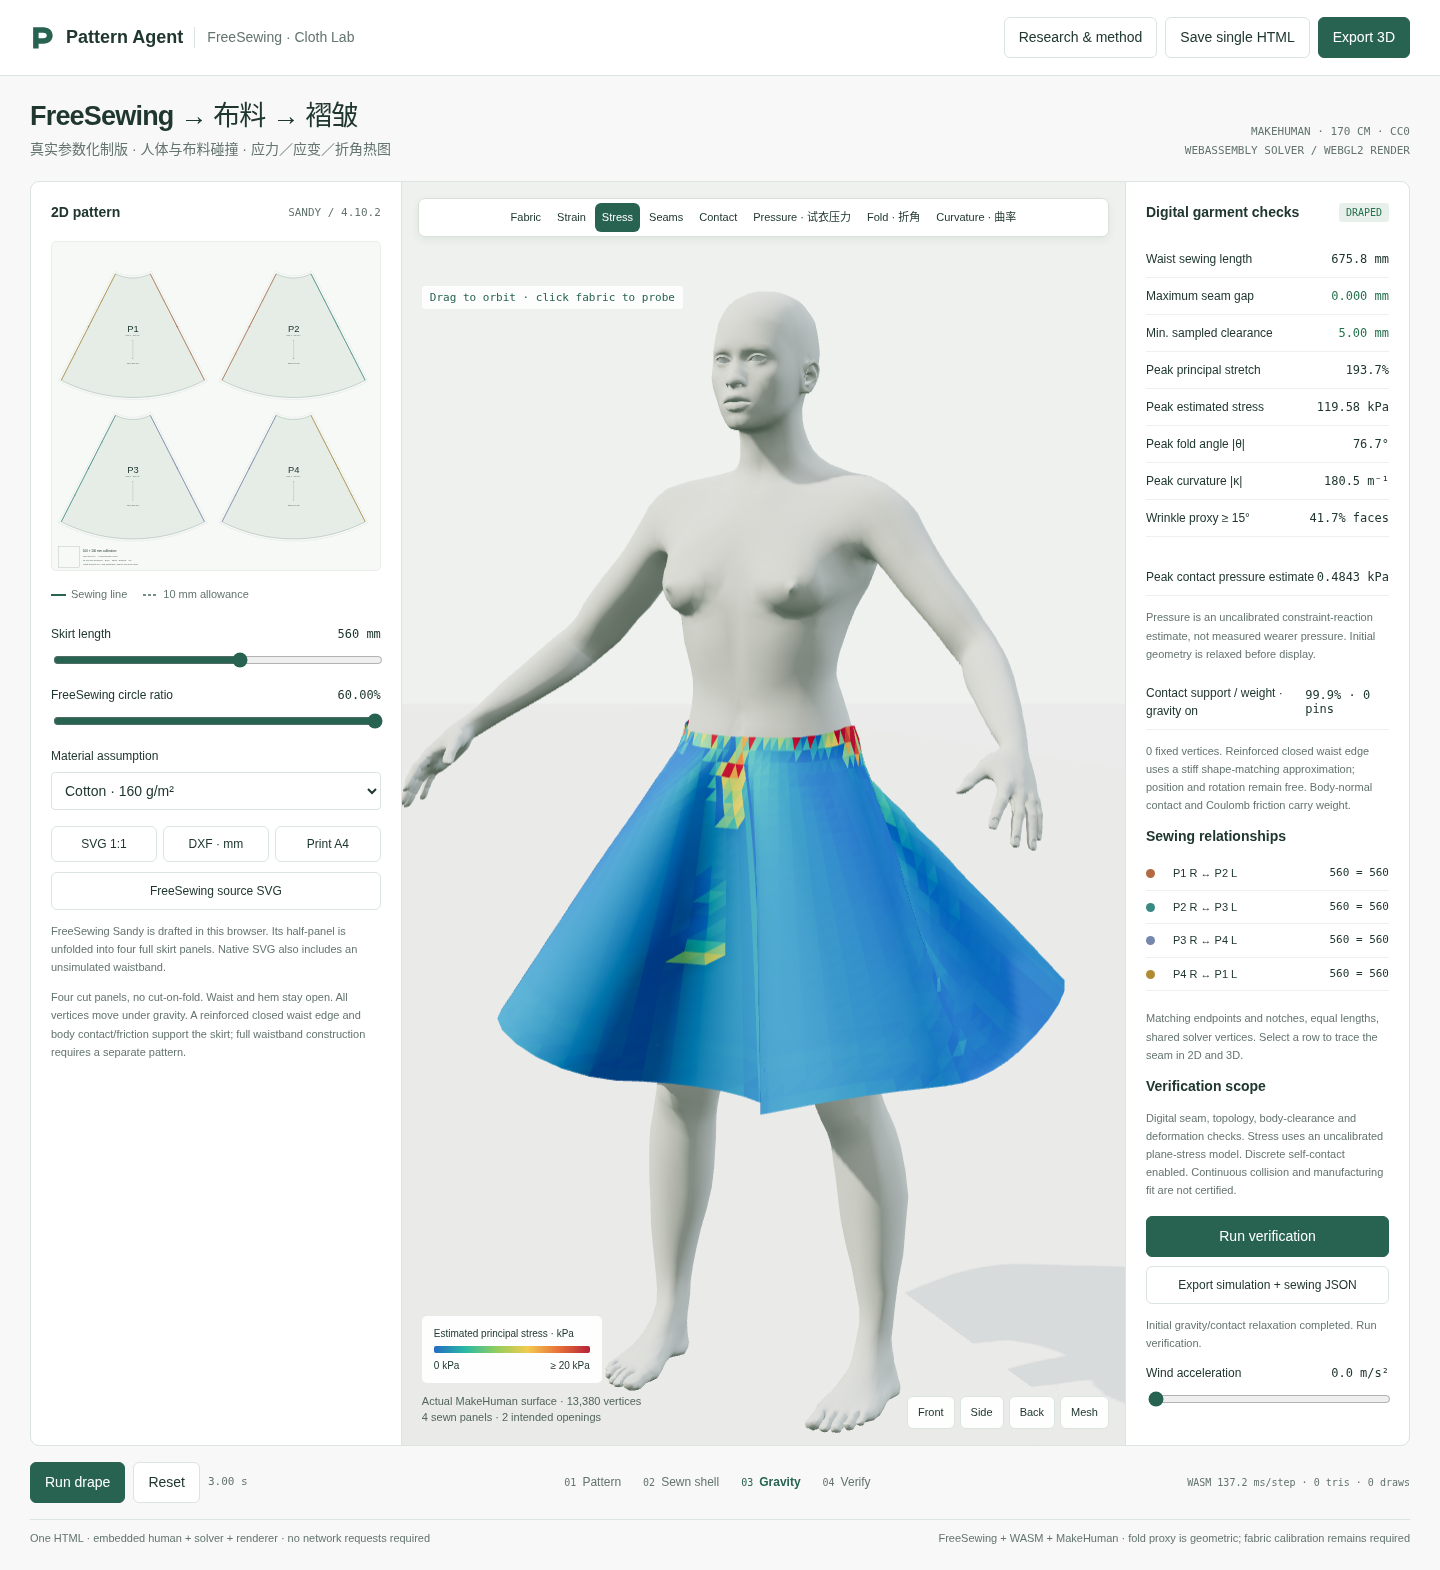 Pattern Agent
FreeSewing · Cloth Lab
Research & method
Save single HTML
Export 3D
FreeSewing → 布料 → 褶皱
真实参数化制版 · 人体与布料碰撞 · 应力／应变／折角热图
MAKEHUMAN · 170 CM · CC0
WEBASSEMBLY SOLVER / WEBGL2 RENDER
2D pattern
SANDY / 4.10.2
P1
P2
P3
P4
Sewing line
10 mm allowance
Skirt length 560 mm
FreeSewing circle ratio 60.00%
Material assumption
Cotton · 160 g/m²
SVG 1:1
DXF · mm
Print A4
FreeSewing source SVG
FreeSewing Sandy is drafted in this browser. Its half-panel is
unfolded into four full skirt panels. Native SVG also includes an
unsimulated waistband.
Four cut panels, no cut-on-fold. Waist and hem stay open. All
vertices move under gravity. A reinforced closed waist edge and
body contact/friction support the skirt; full waistband construction
requires a separate pattern.
Fabric
Strain
Stress
Seams
Contact
Pressure · 试衣压力
Fold · 折角
Curvature · 曲率
Drag to orbit · click fabric to probe
Estimated principal stress · kPa
0 kPa
≥ 20 kPa
Actual MakeHuman surface · 13,380 vertices
4 sewn panels · 2 intended openings
Front
Side
Back
Mesh
Digital garment checks
DRAPED
Waist sewing length 675.8 mm
Maximum seam gap 0.000 mm
Min. sampled clearance 5.00 mm
Peak principal stretch 193.7%
Peak estimated stress 119.58 kPa
Peak fold angle |θ| 76.7°
Peak curvature |κ| 180.5 m⁻¹
Wrinkle proxy ≥ 15° 41.7% faces
Peak contact pressure estimate 0.4843 kPa
Pressure is an uncalibrated constraint-reaction
estimate, not measured wearer pressure. Initial
geometry is relaxed before display.
Contact support / weight · gravity on
99.9% · 0 pins
0 fixed vertices. Reinforced closed waist edge
uses a stiff shape-matching approximation;
position and rotation remain free. Body-normal
contact and Coulomb friction carry weight.
Sewing relationships
P1 R ↔ P2 L 560 = 560
P2 R ↔ P3 L 560 = 560
P3 R ↔ P4 L 560 = 560
P4 R ↔ P1 L 560 = 560
Matching endpoints and notches, equal lengths,
shared solver vertices. Select a row to trace the
seam in 2D and 3D.
Verification scope
Digital seam, topology, body-clearance and
deformation checks. Stress uses an uncalibrated
plane-stress model. Discrete self-contact
enabled. Continuous collision and manufacturing
fit are not certified.
Run verification
Export simulation + sewing JSON
Initial gravity/contact relaxation completed. Run
verification.
Wind acceleration 0.0 m/s²
Run drape
Reset
3.00 s
01 Pattern
02 Sewn shell
03 Gravity
04 Verify
WASM 137.2 ms/step · 0 tris · 0 draws
One HTML · embedded human + solver + renderer · no network requests required
FreeSewing + WASM + MakeHuman · fold proxy is geometric; fabric calibration remains required